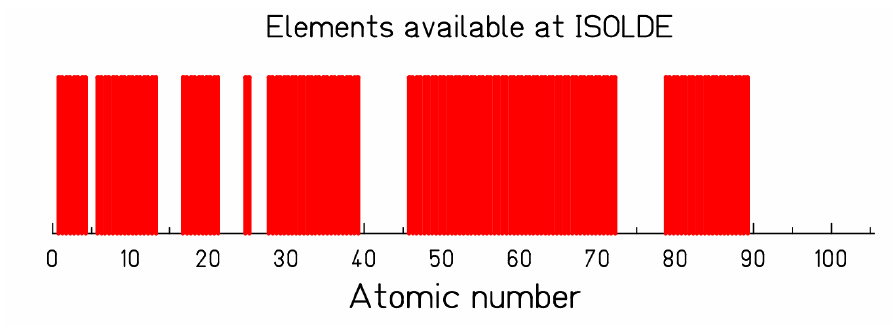 Elements available at ISOLDE
0 10 20 30 40 50 60 70 80 90 100
Atomic number